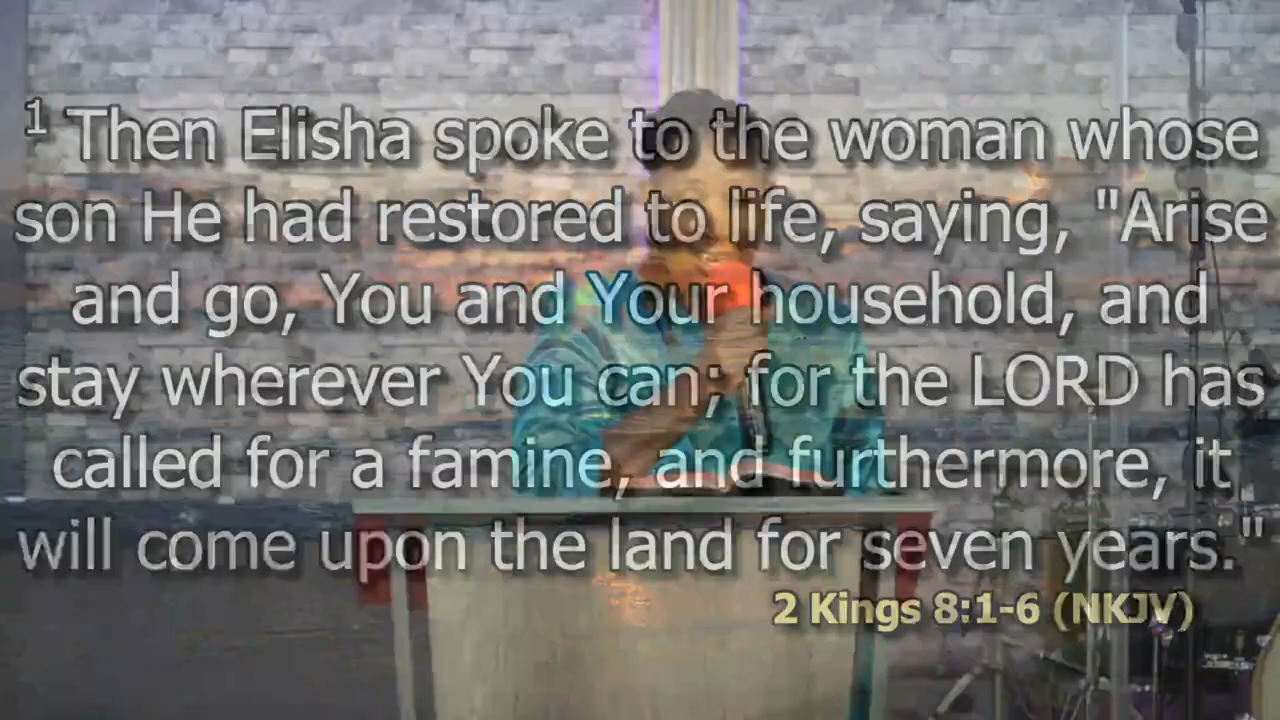 1 Then Elisha spoke to the woman whose
son He had restored to life, saying, "Arise
and go, You and Your household, and
stay wherever You can; for the LORD has
called for a famine, and furthermore, it
will come upon the land for seven years."
2 Kings 8:1-6 (NKJV)